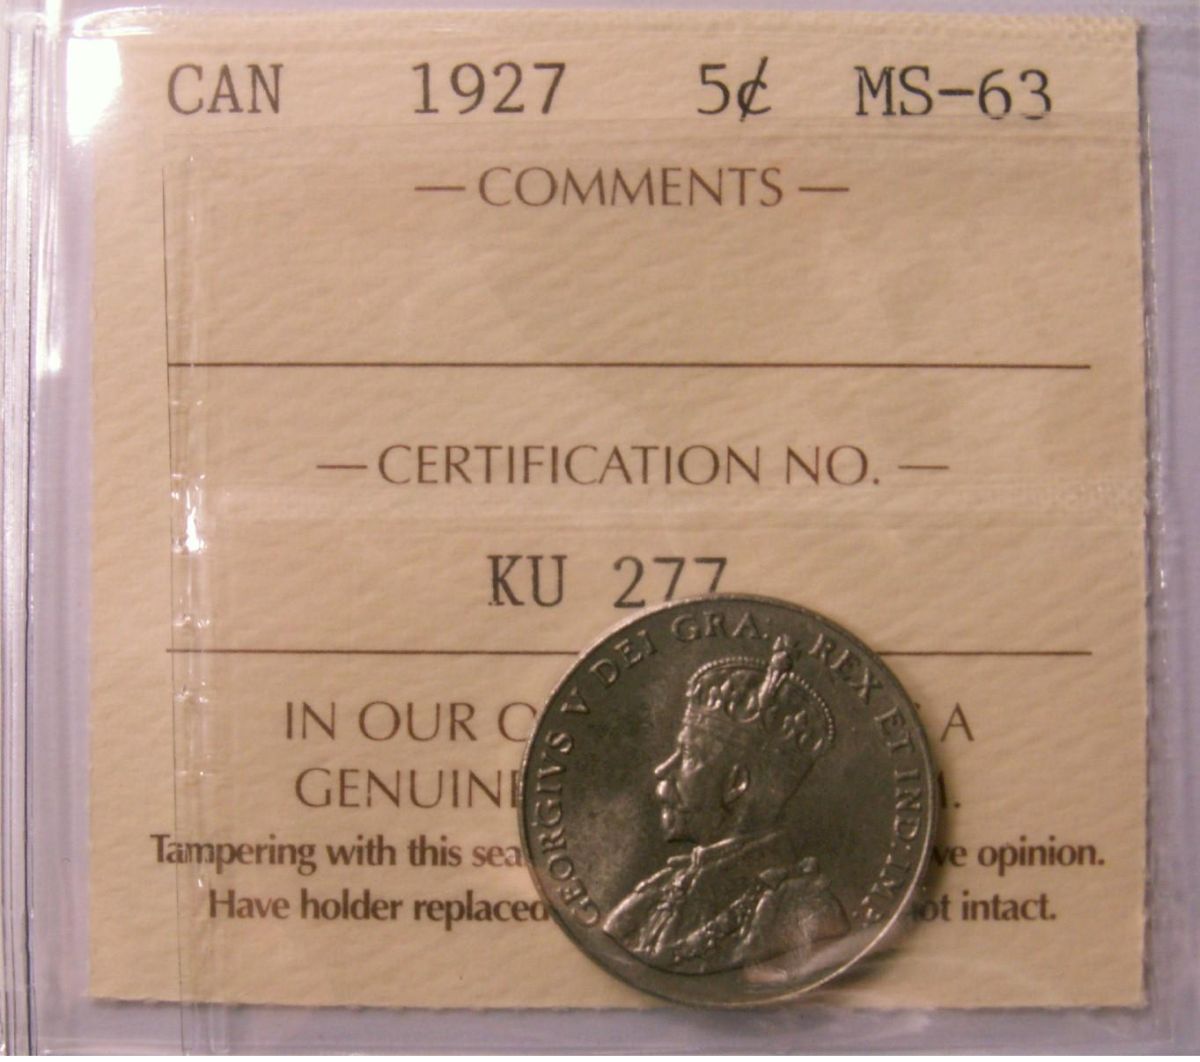 CAN 1927 5¢ MS-63
— COMMENTS —
— CERTIFICATION NO. —
KU 277
IN OUR A
GENUINE
Tampering with this sea ve opinion.
Have holder replaced ot intact.
GEORGIVS V DEI GRA: REX ET IND: IMP: